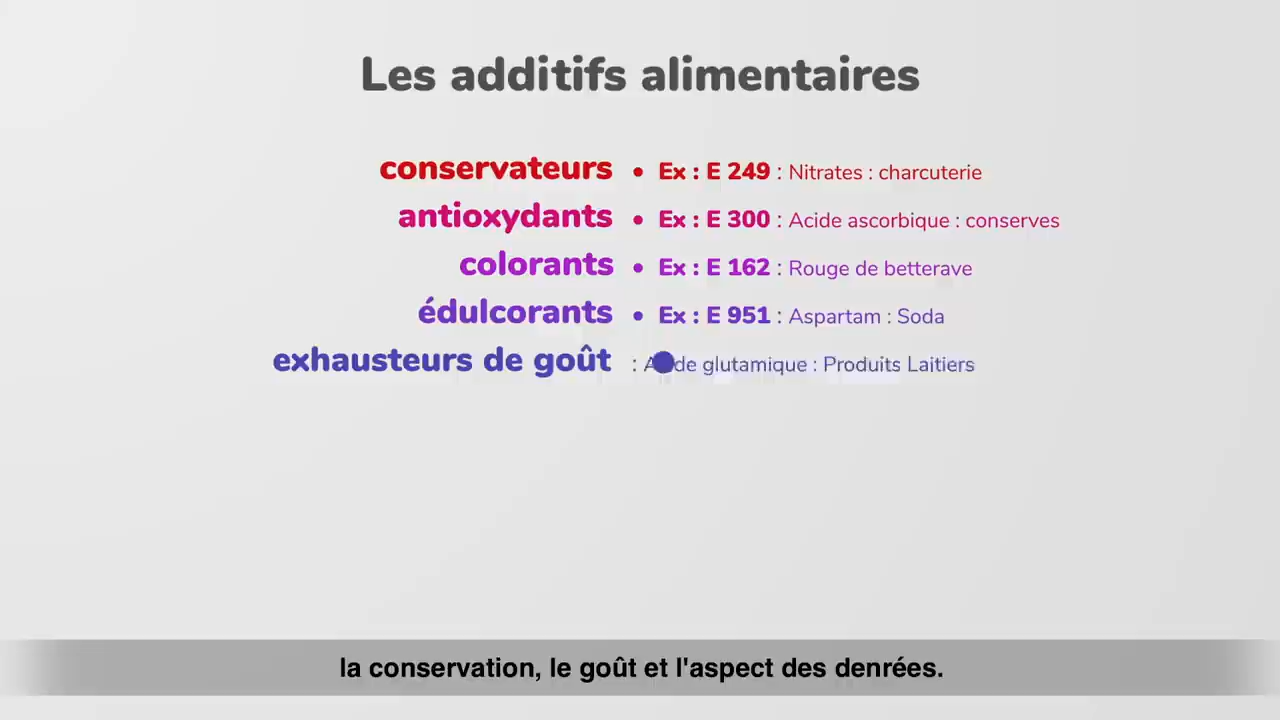 Les additifs alimentaires
conservateurs • Ex : E 249 : Nitrates : charcuterie
antioxydants • Ex : E 300 : Acide ascorbique : conserves
colorants • Ex : E 162 : Rouge de betterave
édulcorants • Ex : E 951 : Aspartam : Soda
exhausteurs de goût : Acide glutamique : Produits Laitiers
la conservation, le goût et l'aspect des denrées.